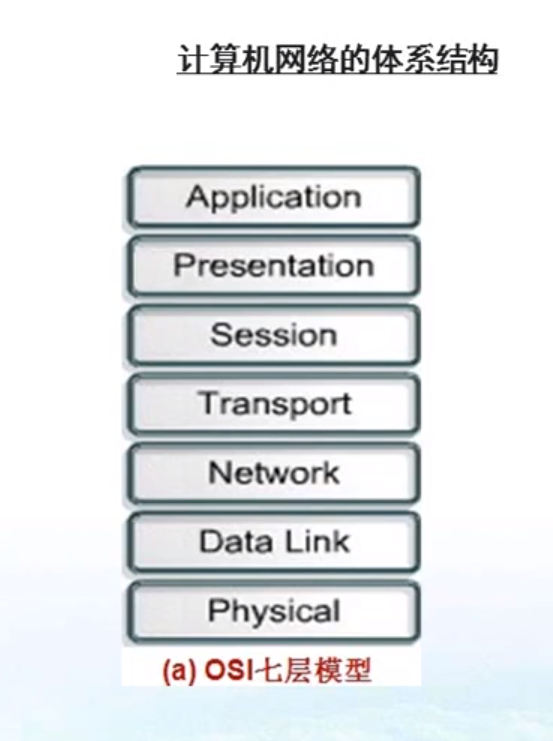 计算机网络的体系结构
Application
Presentation
Session
Transport
Network
Data Link
Physical
(a) OSI七层模型